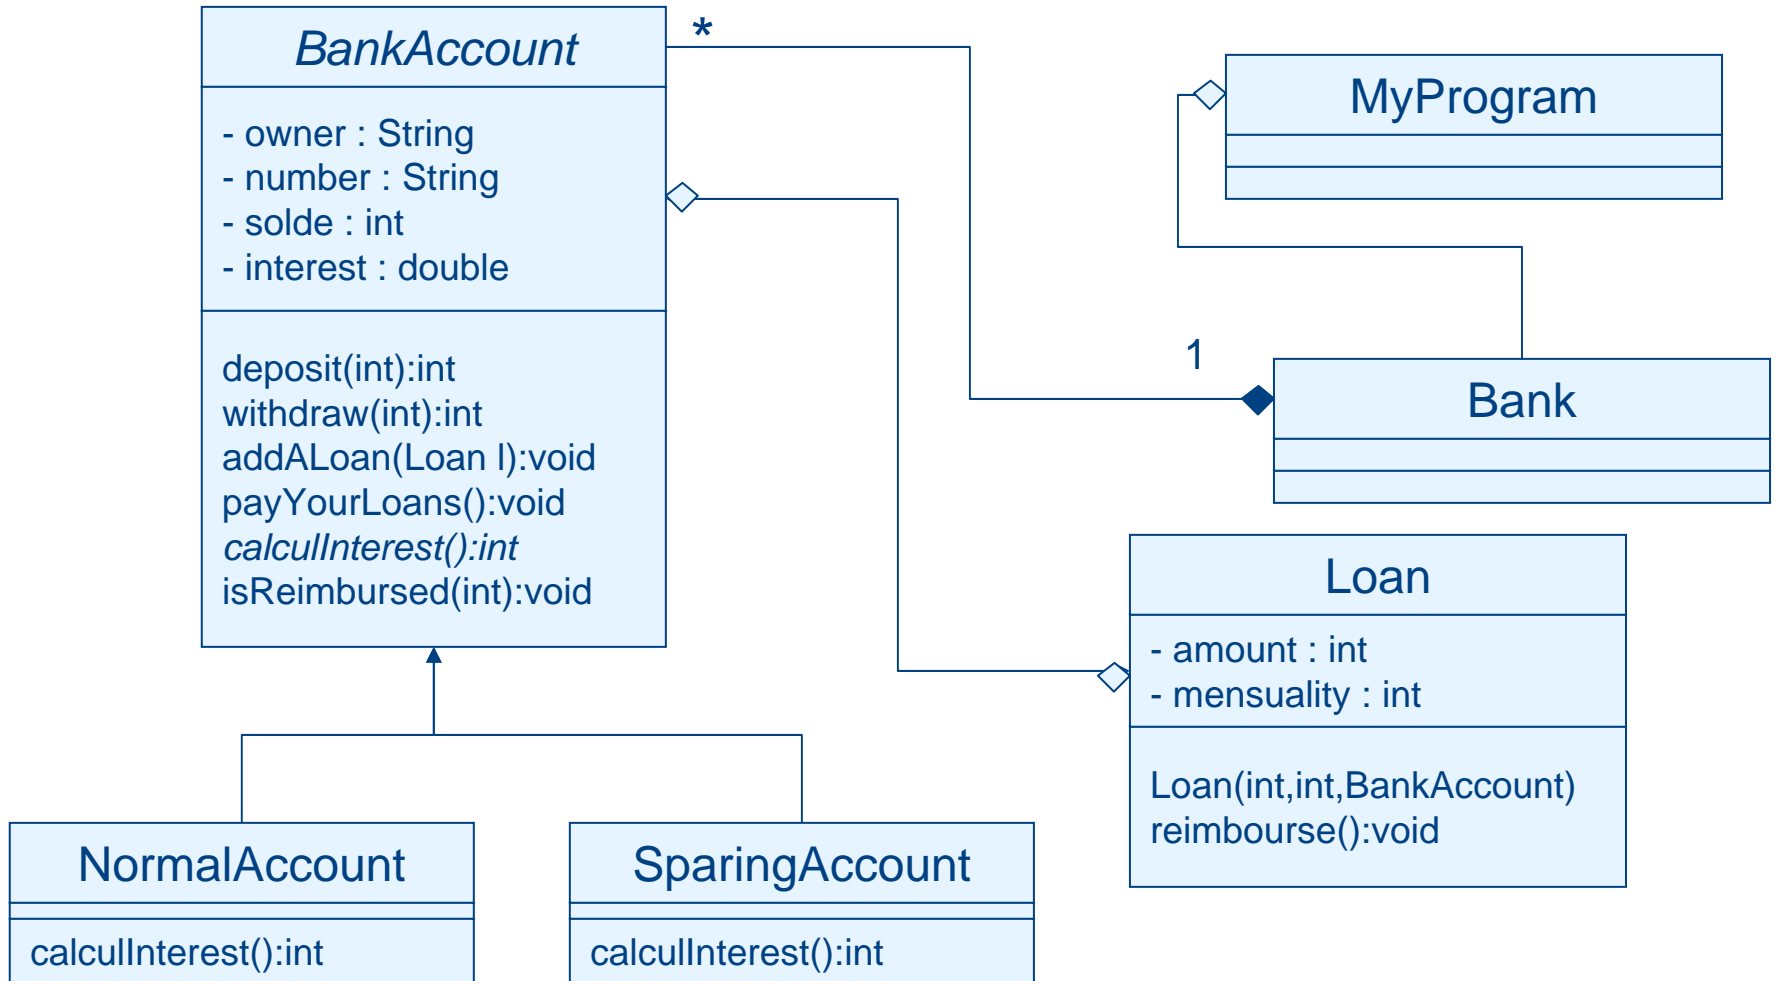 BankAccount
- owner : String
- number : String
- solde : int
- interest : double
deposit(int):int
withdraw(int):int
addALoan(Loan l):void
payYourLoans():void
calculInterest():int
isReimbursed(int):void
*
MyProgram
1
Bank
Loan
- amount : int
- mensuality : int
Loan(int,int,BankAccount)
reimbourse():void
NormalAccount
calculInterest():int
SparingAccount
calculInterest():int